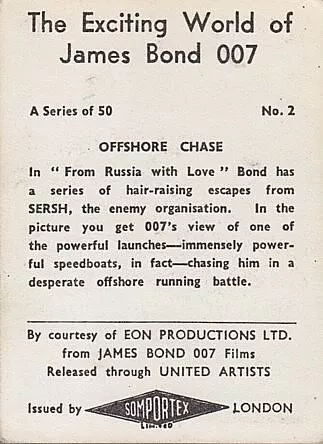 The Exciting World of
James Bond 007
A Series of 50 No. 2
OFFSHORE CHASE
In "From Russia with Love" Bond has
a series of hair-raising escapes from
SERSH, the enemy organisation. In the
picture you get 007's view of one of
the powerful launches—immensely power-
ful speedboats, in fact—chasing him in a
desperate offshore running battle.
By courtesy of EON PRODUCTIONS LTD.
from JAMES BOND 007 Films
Released through UNITED ARTISTS
Issued by SOMPORTEX LONDON
LIMITED